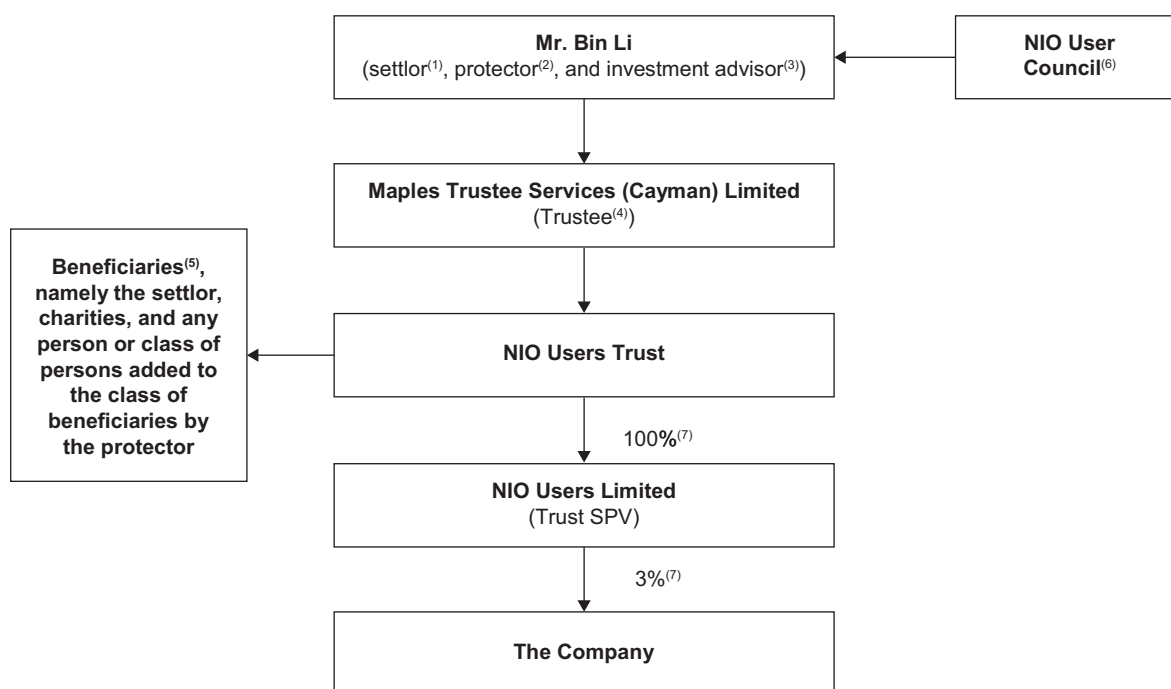 Mr. Bin Li
(settlor(1), protector(2), and investment advisor(3))
NIO User
Council(6)
Maples Trustee Services (Cayman) Limited
(Trustee(4))
Beneficiaries(5),
namely the settlor,
charities, and any
person or class of
persons added to
the class of
beneficiaries by
the protector
NIO Users Trust
100%(7)
NIO Users Limited
(Trust SPV)
3%(7)
The Company